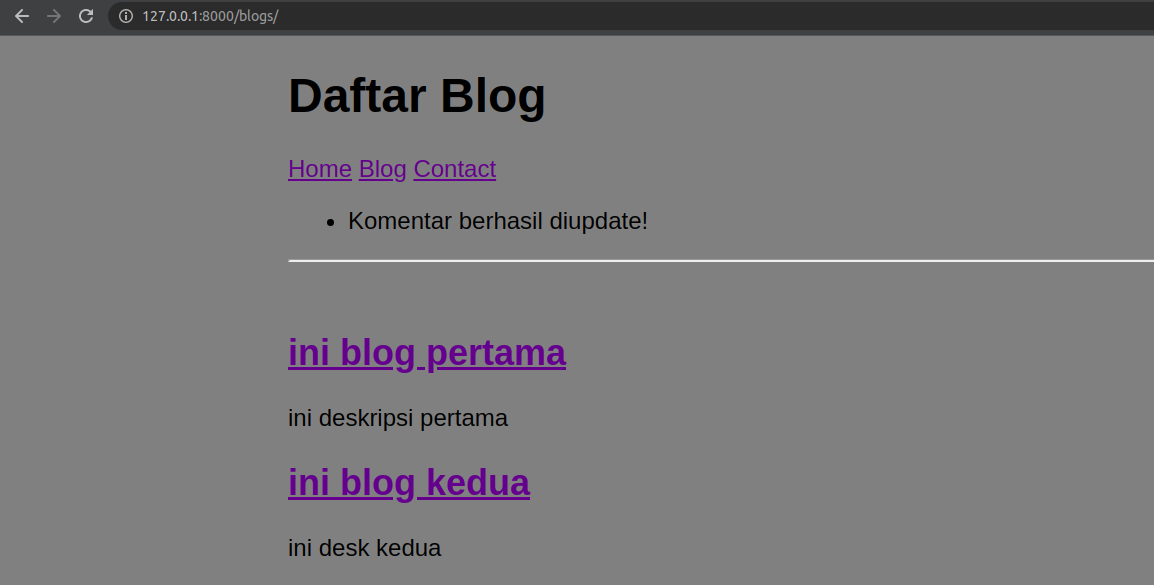 127.0.0.1:8000/blogs/
Daftar Blog
Home Blog Contact
Komentar berhasil diupdate!
ini blog pertama
ini deskripsi pertama
ini blog kedua
ini desk kedua